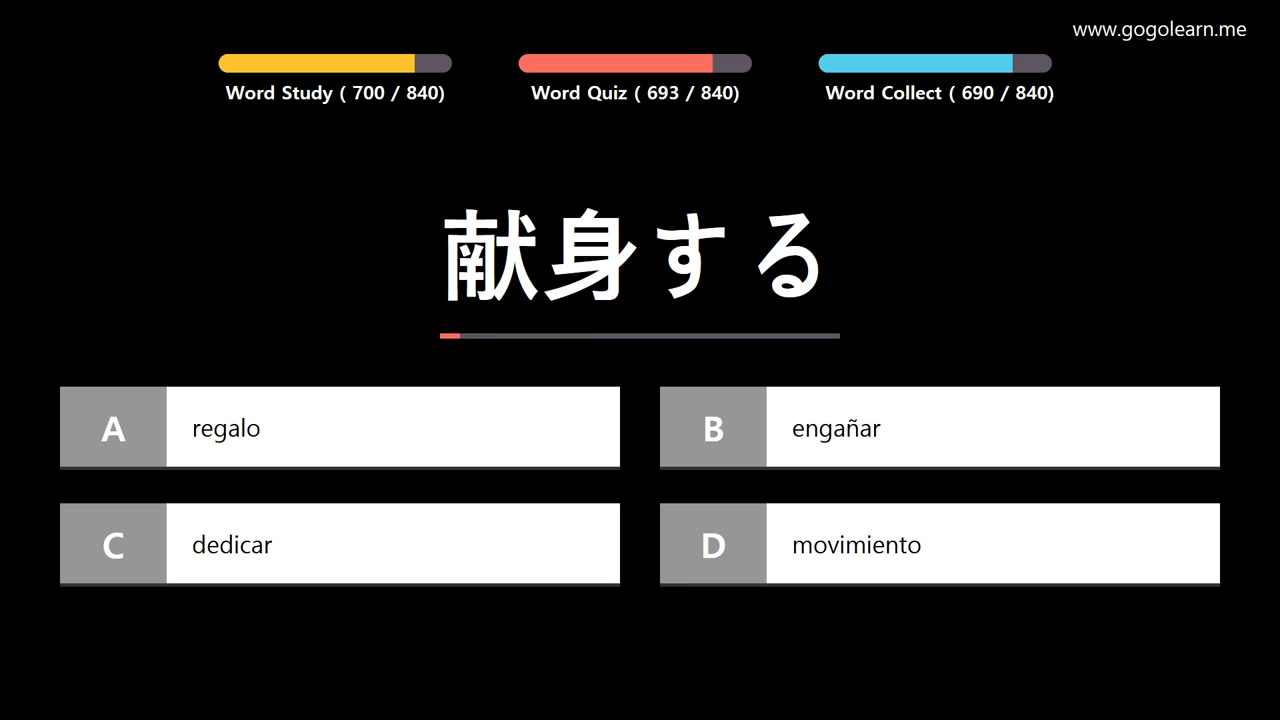 www.gogolearn.me
Word Study ( 700 / 840)
Word Quiz ( 693 / 840)
Word Collect ( 690 / 840)
献身する
A
regalo
B
engañar
C
dedicar
D
movimiento